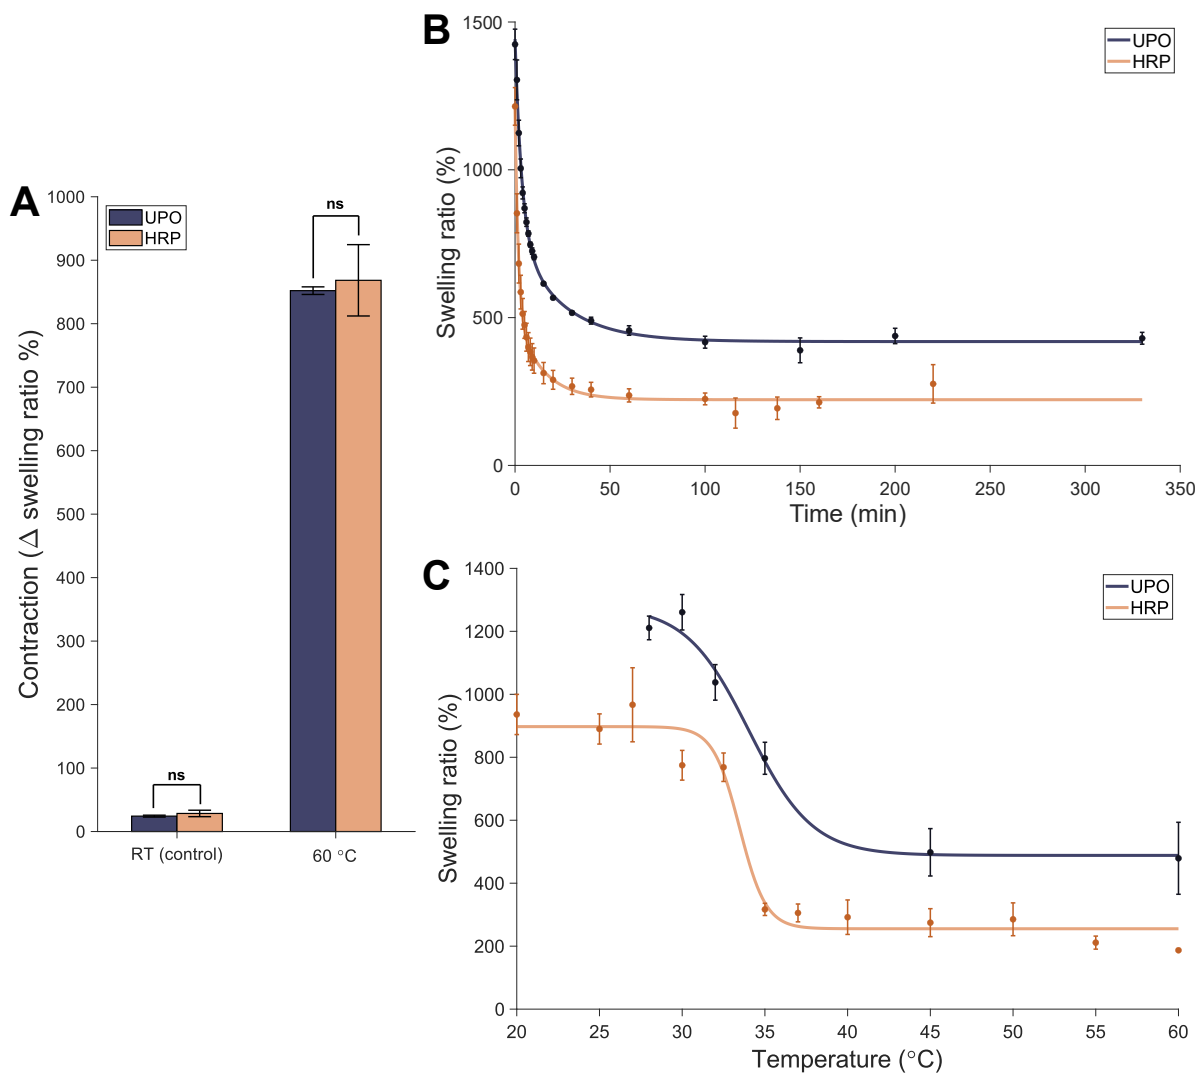 A
Contraction (Δ swelling ratio %)
1000
900
800
700
600
500
400
300
200
100
0
UPO
HRP
ns
ns
RT (control)
60 °C
B
Swelling ratio (%)
1500
1000
500
0
UPO
HRP
0 50 100 150 200 250 300 350
Time (min)
C
Swelling ratio (%)
1400
1200
1000
800
600
400
200
0
UPO
HRP
20 25 30 35 40 45 50 55 60
Temperature (°C)